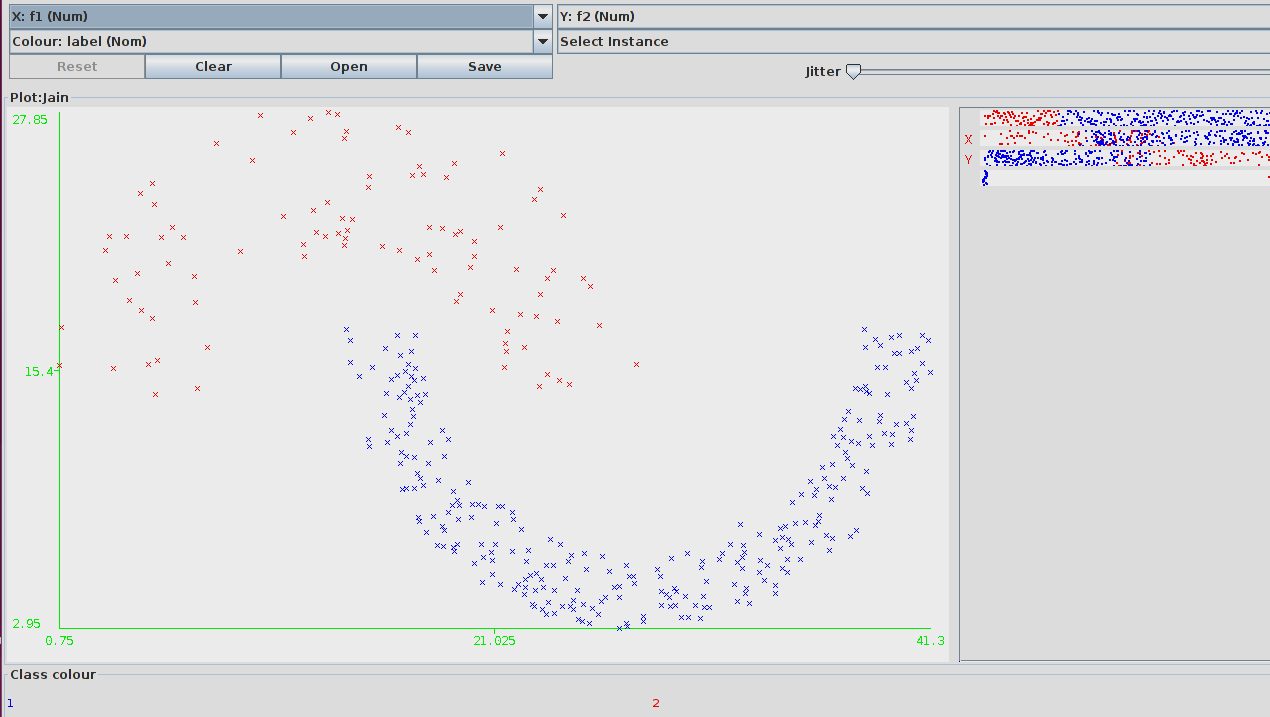 X: f1 (Num)
Y: f2 (Num)
Colour: label (Nom)
Select Instance
Reset
Clear
Open
Save
Jitter
Plot:Jain
27.85
15.4
2.95
0.75
21.025
41.3
X
Y
Class colour
1
2